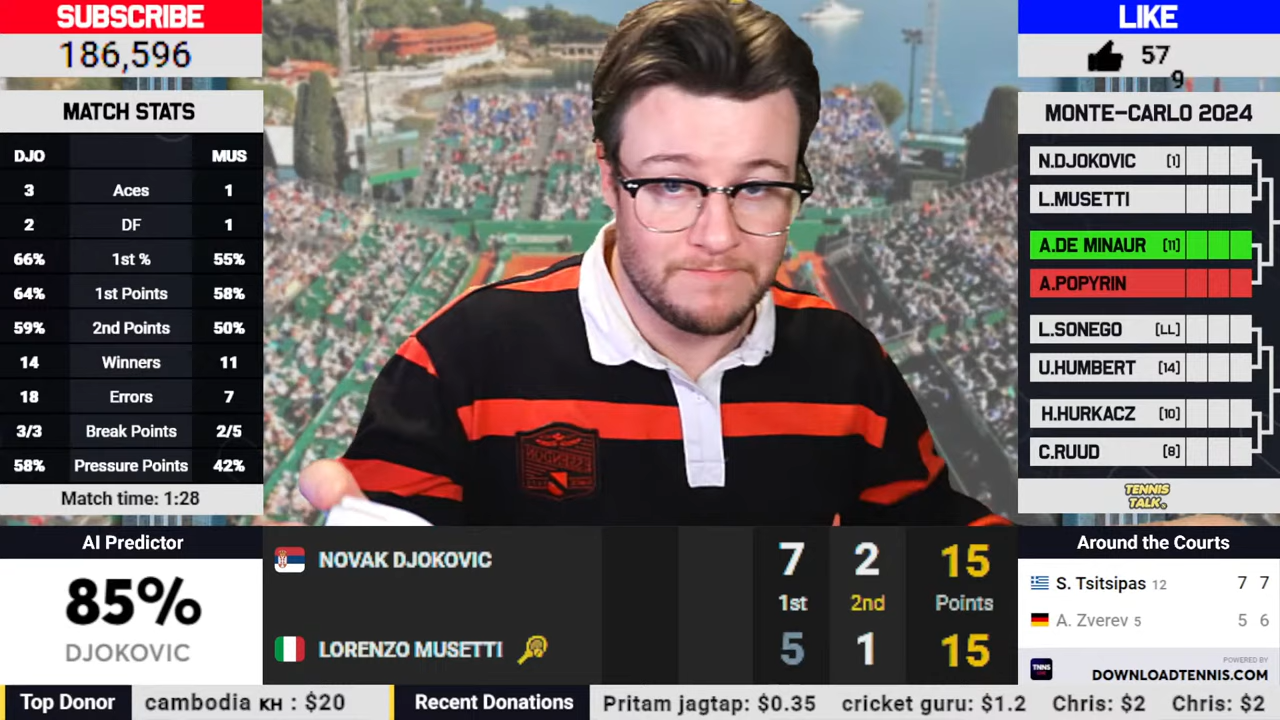 SUBSCRIBE
186,596
MATCH STATS
DJO MUS
3 Aces 1
2 DF 1
66% 1st % 55%
64% 1st Points 58%
59% 2nd Points 50%
14 Winners 11
18 Errors 7
3/3 Break Points 2/5
58% Pressure Points 42%
Match time: 1:28
AI Predictor
85%
DJOKOVIC
LIKE
57
9
MONTE-CARLO 2024
N.DJOKOVIC [1]
L.MUSETTI
A.DE MINAUR [11]
A.POPYRIN
L.SONEGO [LL]
U.HUMBERT [14]
H.HURKACZ [10]
C.RUUD [8]
TENNIS
TALK.
ESSENDON
NOVAK DJOKOVIC 7 2 15
1st 2nd Points
LORENZO MUSETTI 5 1 15
Around the Courts
S. Tsitsipas 12 7 7
A. Zverev 5 5 6
POWERED BY
TNNS
DOWNLOADTENNIS.COM
Top Donor cambodia KH : $20 Recent Donations Pritam jagtap: $0.35 cricket guru: $1.2 Chris: $2 Chris: $2